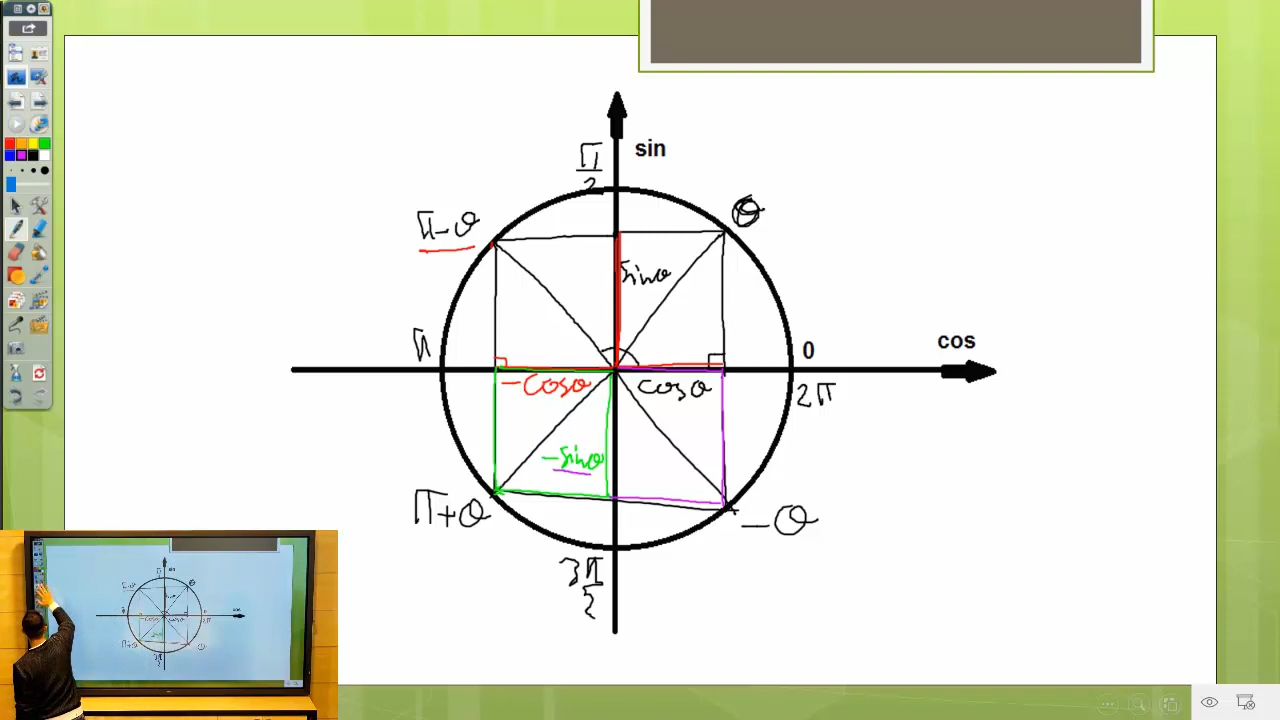 sin
π/2
θ
π-θ
sinθ
π
0
cos
-cosθ
cosθ
2π
-sinθ
π+θ
-θ
3π/2